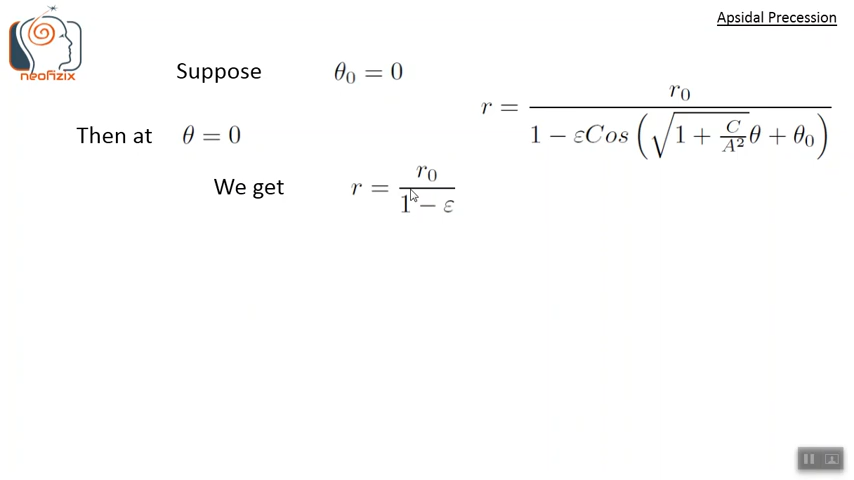 Apsidal Precession
neofizix
Suppose θ₀ = 0
r = r₀ / (1 − εCos(√(1 + C/A²)θ + θ₀))
Then at θ = 0
We get r = r₀ / (1 − ε)